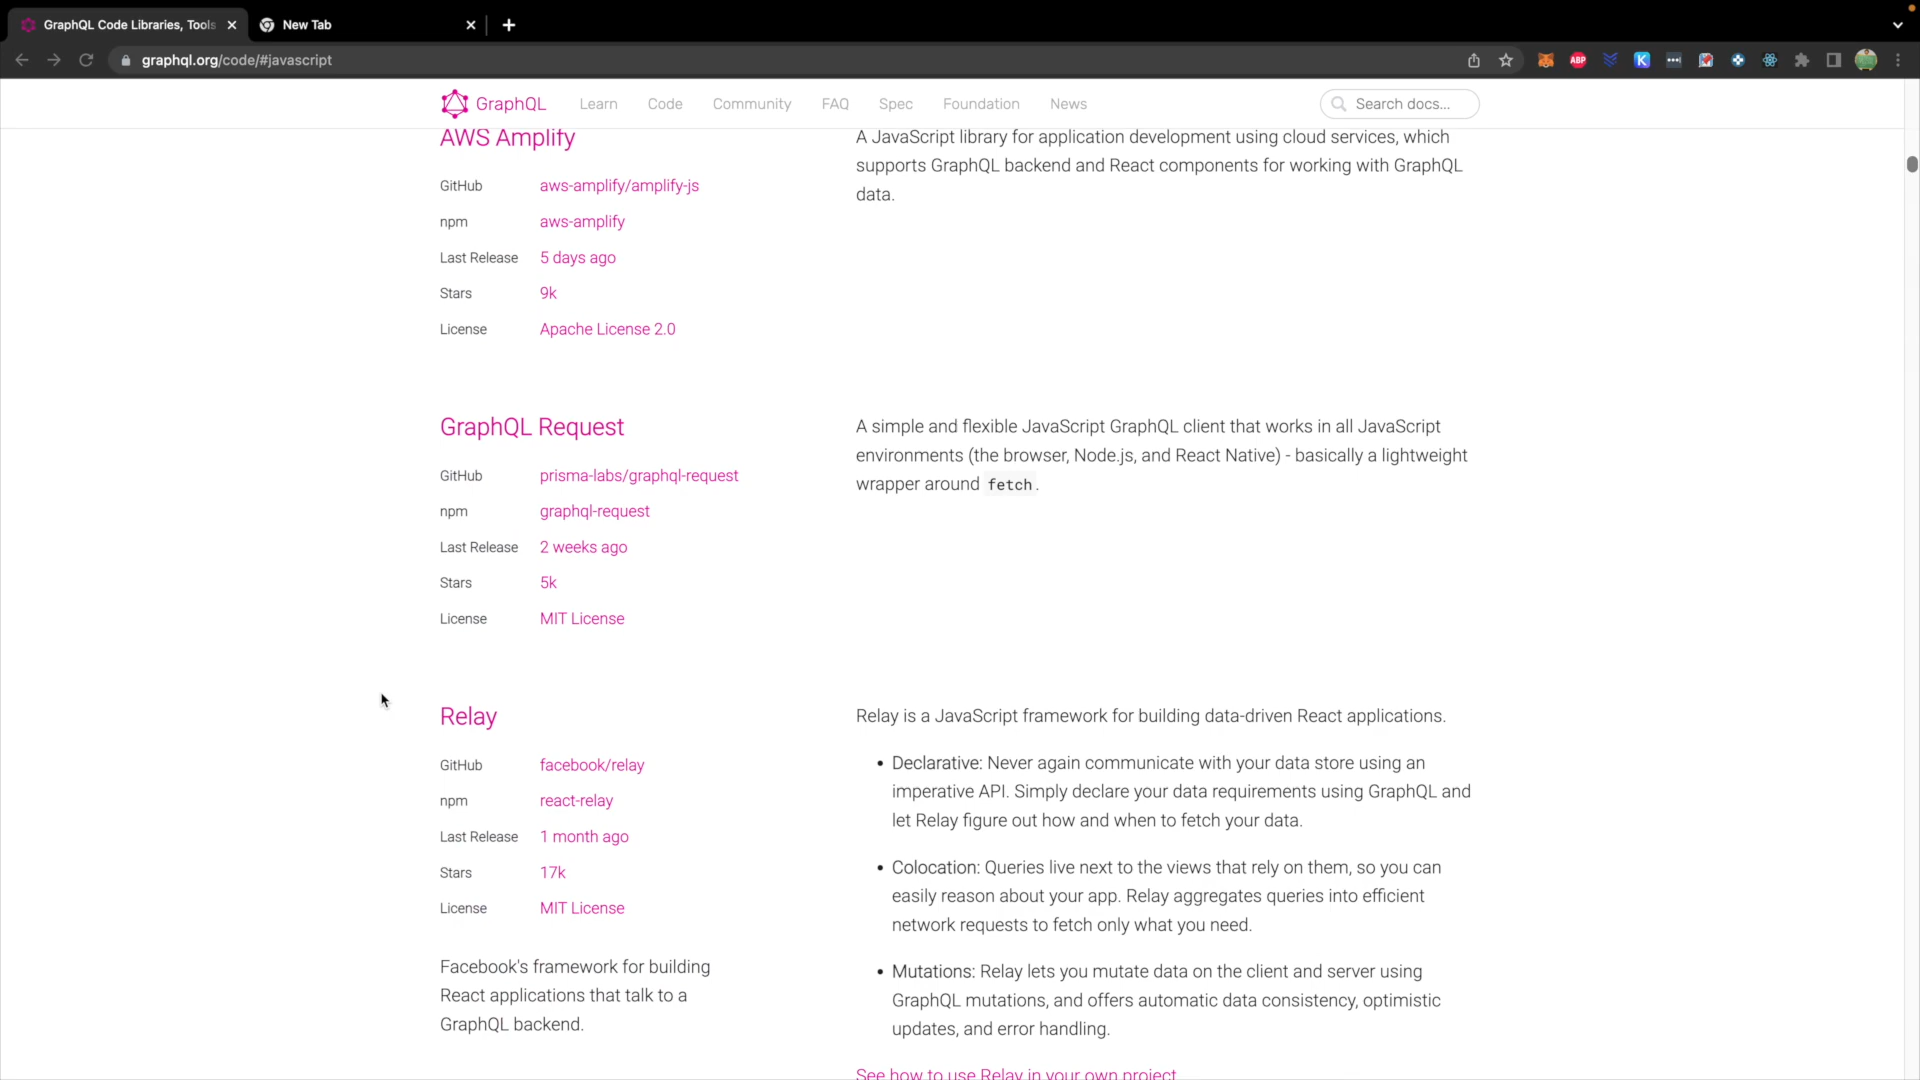 GraphQL Code Libraries, Tools
New Tab
graphql.org/code/#javascript
ABP
K
GraphQL
Learn
Code
Community
FAQ
Spec
Foundation
News
Search docs...
AWS Amplify
GitHub aws-amplify/amplify-js
npm aws-amplify
Last Release 5 days ago
Stars 9k
License Apache License 2.0
A JavaScript library for application development using cloud services, which
supports GraphQL backend and React components for working with GraphQL
data.
GraphQL Request
GitHub prisma-labs/graphql-request
npm graphql-request
Last Release 2 weeks ago
Stars 5k
License MIT License
A simple and flexible JavaScript GraphQL client that works in all JavaScript
environments (the browser, Node.js, and React Native) - basically a lightweight
wrapper around fetch.
Relay
GitHub facebook/relay
npm react-relay
Last Release 1 month ago
Stars 17k
License MIT License
Facebook's framework for building
React applications that talk to a
GraphQL backend.
Relay is a JavaScript framework for building data-driven React applications.
• Declarative: Never again communicate with your data store using an
imperative API. Simply declare your data requirements using GraphQL and
let Relay figure out how and when to fetch your data.
• Colocation: Queries live next to the views that rely on them, so you can
easily reason about your app. Relay aggregates queries into efficient
network requests to fetch only what you need.
• Mutations: Relay lets you mutate data on the client and server using
GraphQL mutations, and offers automatic data consistency, optimistic
updates, and error handling.
See how to use Relay in your own project